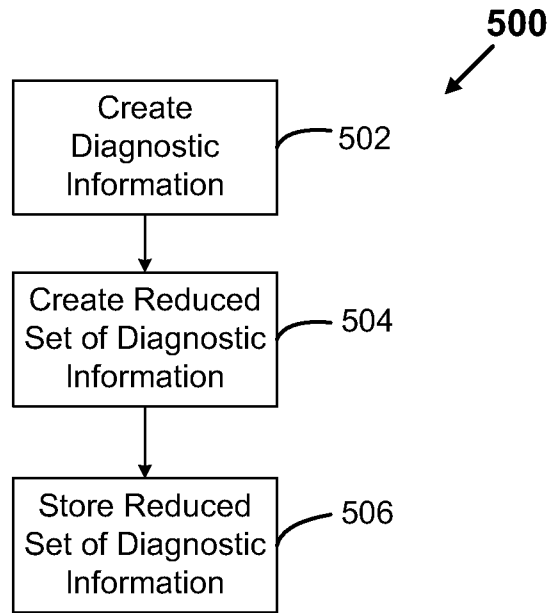 500
Create
Diagnostic
Information
502
Create Reduced
Set of Diagnostic
Information
504
Store Reduced
Set of Diagnostic
Information
506